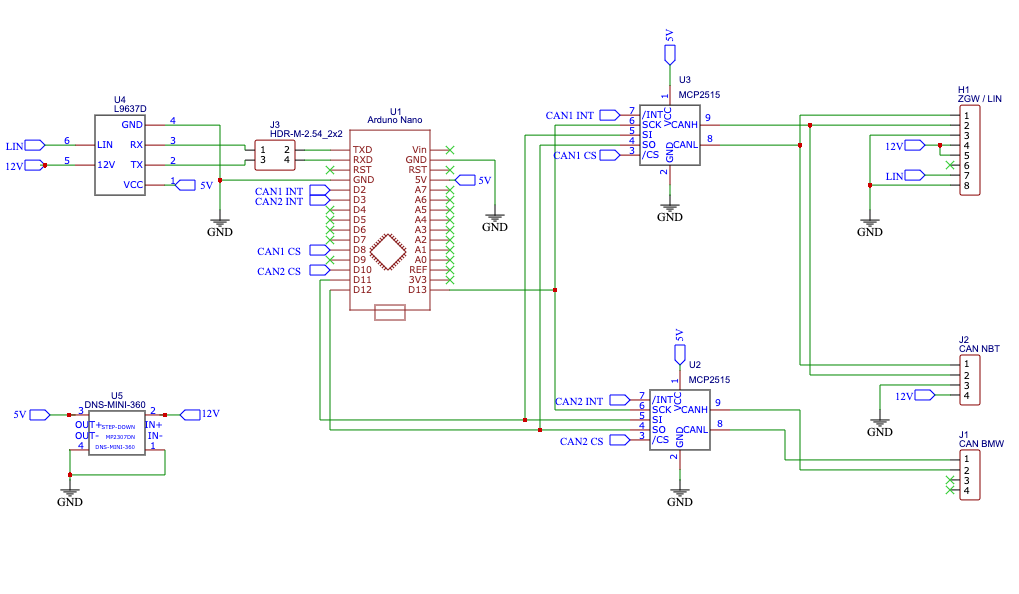 U4
L9637D
LIN
6
LIN
GND
4
RX
3
12V
5
12V
TX
2
VCC
1
5V
GND
J3
HDR-M-2.54_2x2
1 2
3 4
U1
Arduino Nano
TXD
RXD
RST
GND
D2
D3
D4
D5
D6
D7
D8
D9
D10
D11
D12
Vin
GND
RST
5V
A7
A6
A5
A4
A3
A2
A1
A0
REF
3V3
D13
CAN1 INT
CAN2 INT
CAN1 CS
CAN2 CS
5V
GND
5V
U3
MCP2515
CAN1 INT
7
/INT
6
SCK
5
SI
4
SO
CAN1 CS
3
/CS
1
VCC
GND
2
CANH
9
CANL
8
GND
H1
ZGW / LIN
1
2
3
12V
4
5
6
LIN
7
8
GND
5V
U2
MCP2515
CAN2 INT
7
/INT
6
SCK
5
SI
4
SO
CAN2 CS
3
/CS
1
VCC
GND
2
CANH
9
CANL
8
GND
J2
CAN NBT
1
2
3
12V
4
GND
J1
CAN BMW
1
2
3
4
U5
DNS-MINI-360
5V
3
2
12V
OUT+
STEP-DOWN
IN+
OUT-
MP2307DN
IN-
4
DNS-MINI-360
1
GND